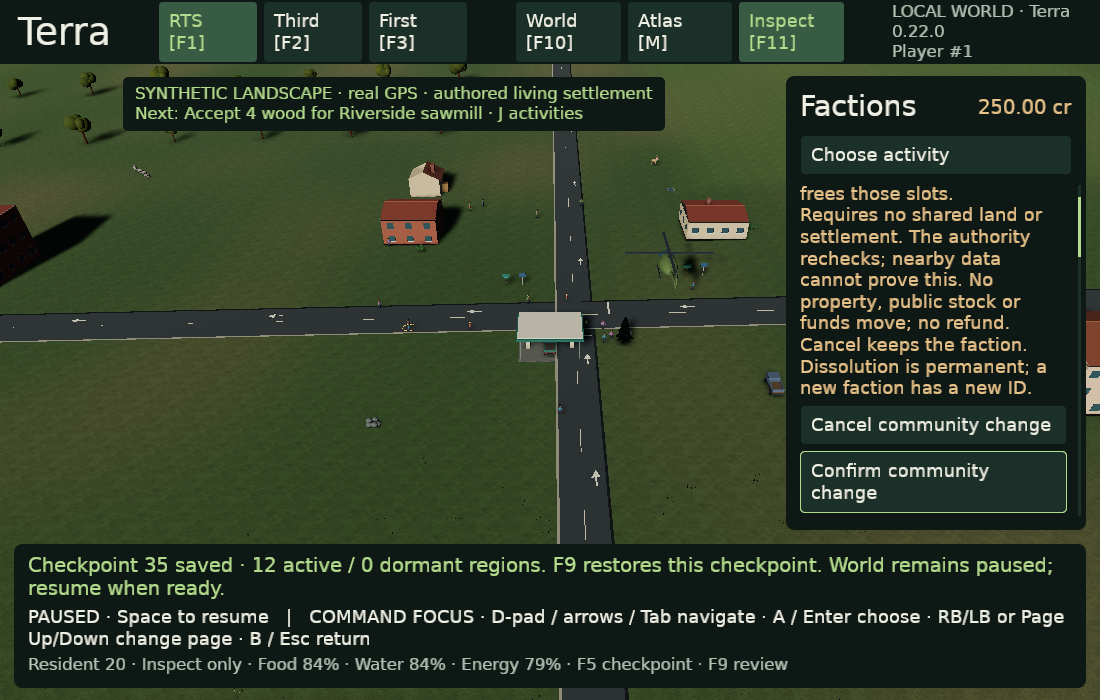 Terra
RTS
[F1]
Third
[F2]
First
[F3]
World
[F10]
Atlas
[M]
Inspect
[F11]
LOCAL WORLD · Terra
0.22.0
Player #1
SYNTHETIC LANDSCAPE · real GPS · authored living settlement
Next: Accept 4 wood for Riverside sawmill · J activities
Factions
250.00 cr
Choose activity
frees those slots.
Requires no shared land or
settlement. The authority
rechecks; nearby data
cannot prove this. No
property, public stock or
funds move; no refund.
Cancel keeps the faction.
Dissolution is permanent; a
new faction has a new ID.
Cancel community change
Confirm community
change
Checkpoint 35 saved · 12 active / 0 dormant regions. F9 restores this checkpoint. World remains paused;
resume when ready.
PAUSED · Space to resume | COMMAND FOCUS · D-pad / arrows / Tab navigate · A / Enter choose · RB/LB or Page
Up/Down change page · B / Esc return
Resident 20 · Inspect only · Food 84% · Water 84% · Energy 79% · F5 checkpoint · F9 review